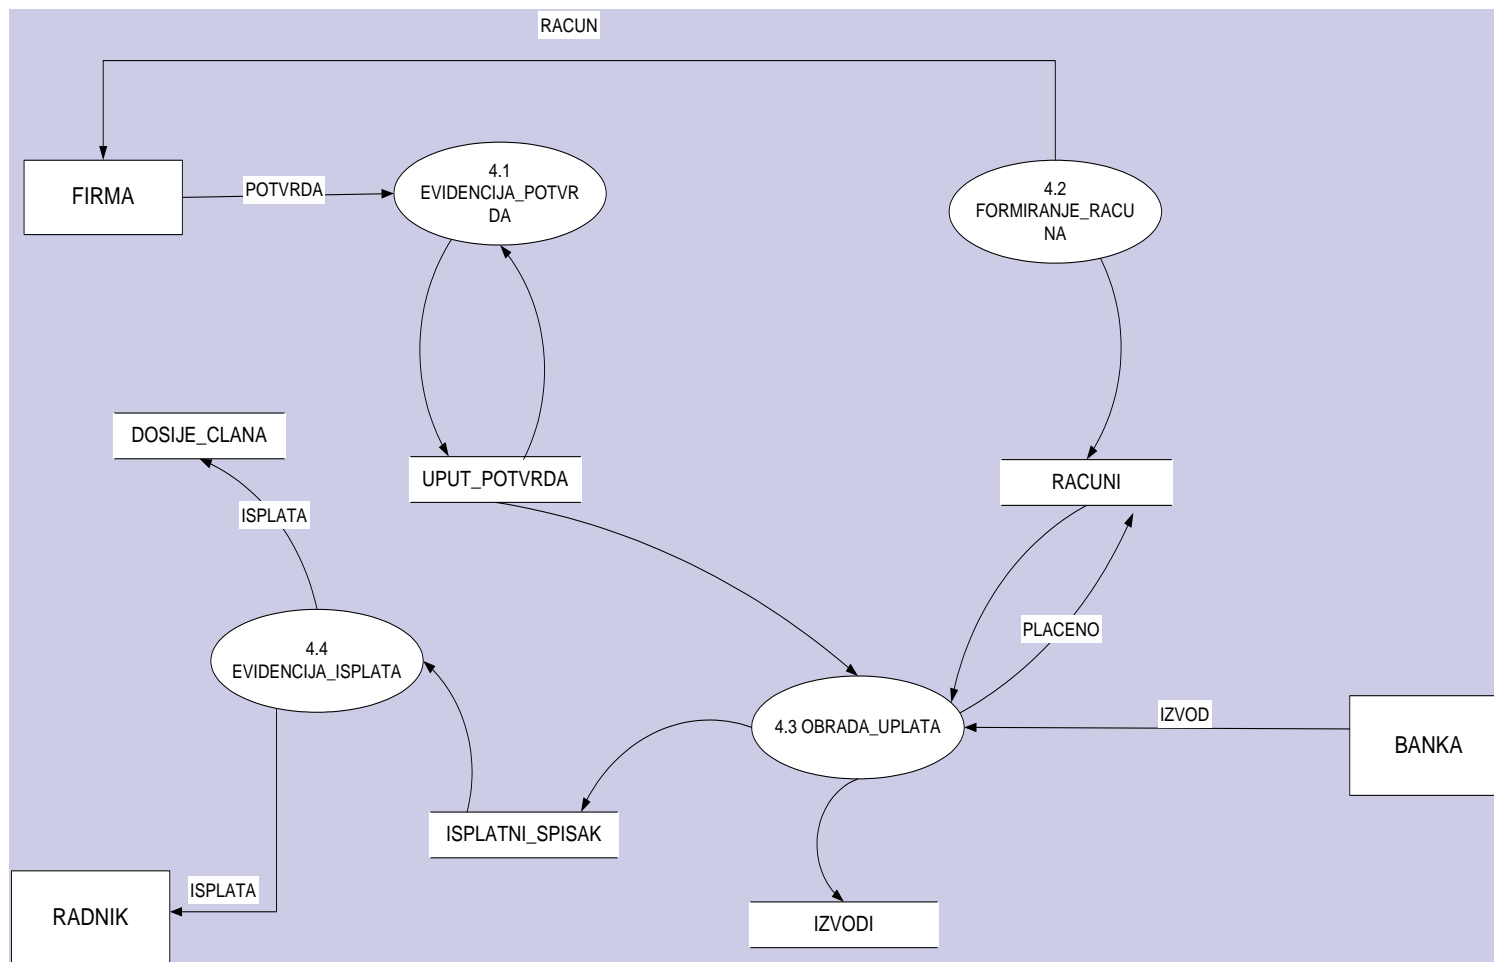 RACUN
FIRMA
POTVRDA
4.1
EVIDENCIJA_POTVR
DA
4.2
FORMIRANJE_RACU
NA
DOSIJE_CLANA
UPUT_POTVRDA
RACUNI
ISPLATA
PLACENO
4.4
EVIDENCIJA_ISPLATA
4.3 OBRADA_UPLATA
IZVOD
BANKA
ISPLATNI_SPISAK
ISPLATA
RADNIK
IZVODI